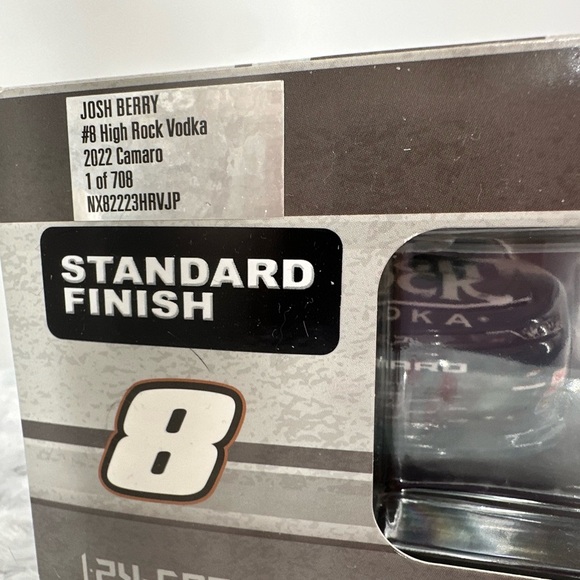 JOSH BERRY
#8 High Rock Vodka
2022 Camaro
1 of 708
NX82223HRVJP
STANDARD
FINISH
8